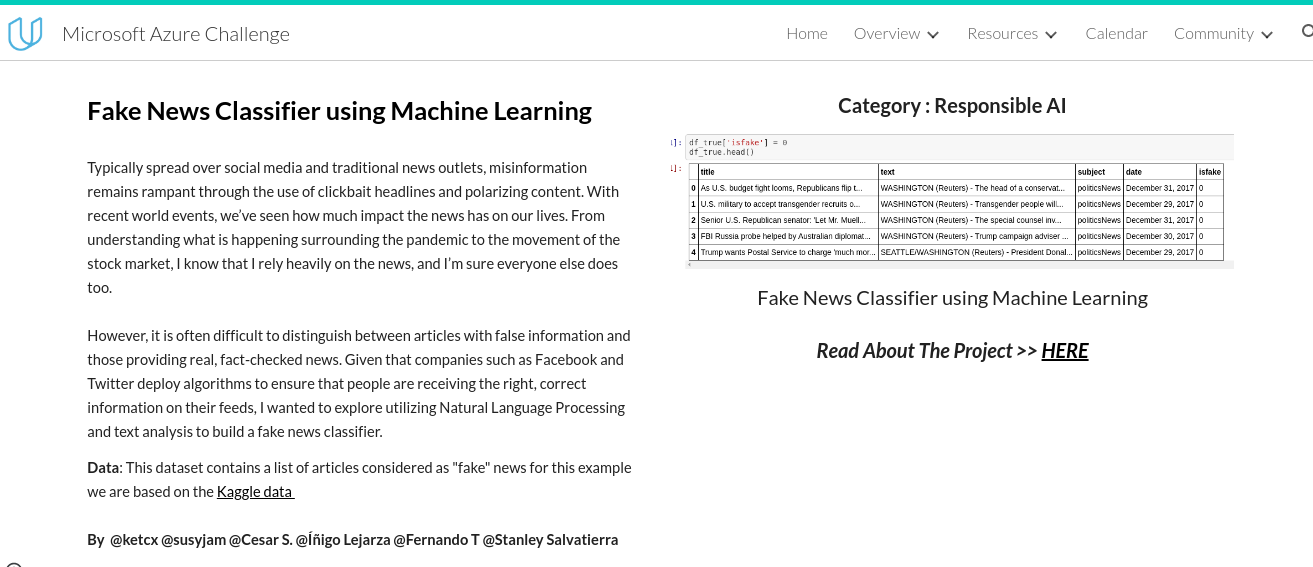 Microsoft Azure Challenge
Home Overview Resources Calendar Community
Fake News Classifier using Machine Learning
Typically spread over social media and traditional news outlets, misinformation
remains rampant through the use of clickbait headlines and polarizing content. With
recent world events, we've seen how much impact the news has on our lives. From
understanding what is happening surrounding the pandemic to the movement of the
stock market, I know that I rely heavily on the news, and I'm sure everyone else does
too.
However, it is often difficult to distinguish between articles with false information and
those providing real, fact-checked news. Given that companies such as Facebook and
Twitter deploy algorithms to ensure that people are receiving the right, correct
information on their feeds, I wanted to explore utilizing Natural Language Processing
and text analysis to build a fake news classifier.
Data: This dataset contains a list of articles considered as "fake" news for this example
we are based on the Kaggle data
By @ketcx @susyjam @Cesar S. @Íñigo Lejarza @Fernando T @Stanley Salvatierra
Category : Responsible AI
]: df_true['isfake'] = 0
df_true.head()
]: title text subject date isfake
0 As U.S. budget fight looms, Republicans flip t... WASHINGTON (Reuters) - The head of a conservat... politicsNews December 31, 2017 0
1 U.S. military to accept transgender recruits o... WASHINGTON (Reuters) - Transgender people will... politicsNews December 29, 2017 0
2 Senior U.S. Republican senator: 'Let Mr. Muell... WASHINGTON (Reuters) - The special counsel inv... politicsNews December 31, 2017 0
3 FBI Russia probe helped by Australian diplomat... WASHINGTON (Reuters) - Trump campaign adviser ... politicsNews December 30, 2017 0
4 Trump wants Postal Service to charge 'much mor... SEATTLE/WASHINGTON (Reuters) - President Donal... politicsNews December 29, 2017 0
Fake News Classifier using Machine Learning
Read About The Project >> HERE